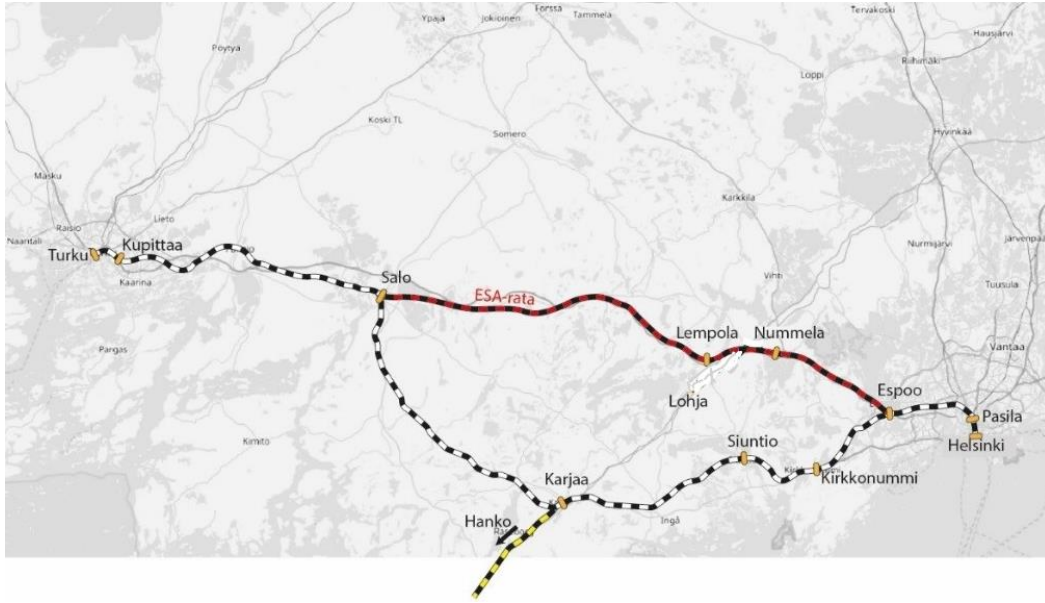 Ypäjä
Jokioinen
Forssa
Tammela
Tervakoski
Hausjärvi
Pöytyä
Riihimäki
Loppi
Koski TL
Somero
Hyvinkää
Masku
Karkkila
Lieto
Raisio
Naantali
Nurmijärvi
Järvenpää
Turku
Kupittaa
Kaarina
Salo
Vihti
Tuusula
ESA-rata
Lempola
Nummela
Vantaa
Pargas
Lohja
Espoo
Pasila
Helsinki
Kimito
Siuntio
Kirkkonummi
Karjaa
Hanko
Ingå